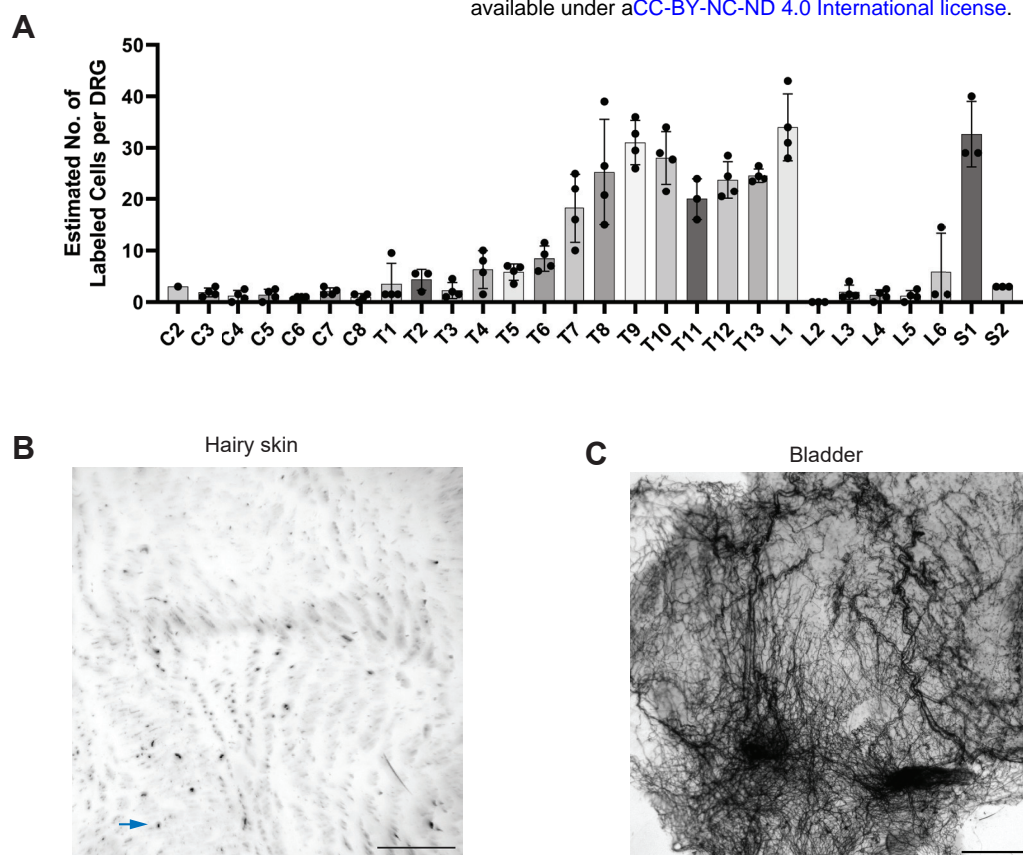 available under aCC-BY-NC-ND 4.0 International license.
A
Estimated No. of
Labeled Cells per DRG
50
40
30
20
10
0
C2 C3 C4 C5 C6 C7 C8 T1 T2 T3 T4 T5 T6 T7 T8 T9 T10 T11 T12 T13 L1 L2 L3 L4 L5 L6 S1 S2
B
Hairy skin
C
Bladder